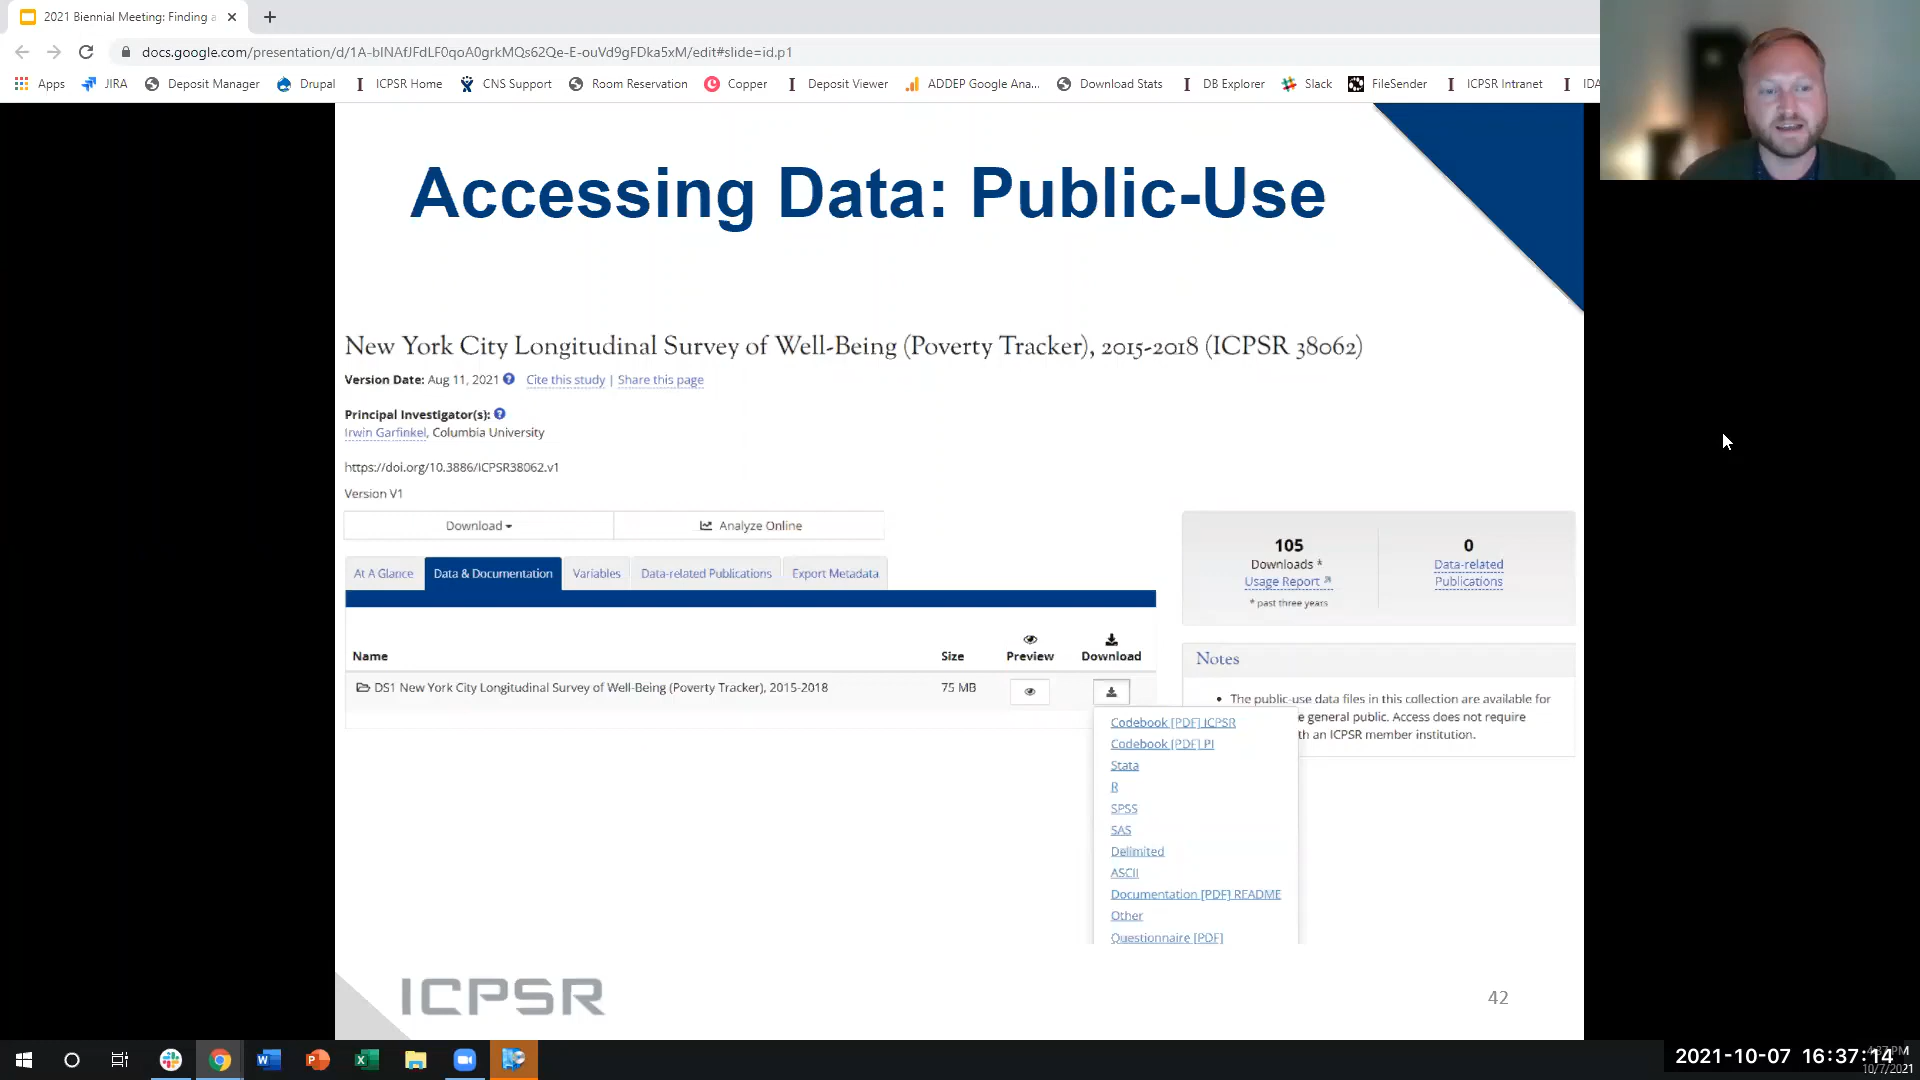 2021 Biennial Meeting: Finding a
docs.google.com/presentation/d/1A-bINAfJFdLF0qoA0grkMQs62Qe-E-ouVd9gFDka5xM/edit#slide=id.p1
Apps JIRA Deposit Manager Drupal ICPSR Home CNS Support Room Reservation Copper Deposit Viewer ADDEP Google Ana... Download Stats DB Explorer Slack FileSender ICPSR Intranet IDA
Accessing Data: Public-Use
New York City Longitudinal Survey of Well-Being (Poverty Tracker), 2015-2018 (ICPSR 38062)
Version Date: Aug 11, 2021 Cite this study | Share this page
Principal Investigator(s):
Irwin Garfinkel, Columbia University
https://doi.org/10.3886/ICPSR38062.v1
Version V1
Download Analyze Online
At A Glance Data & Documentation Variables Data-related Publications Export Metadata
Name Size Preview Download
DS1 New York City Longitudinal Survey of Well-Being (Poverty Tracker), 2015-2018 75 MB
Codebook [PDF] ICPSR
Codebook [PDF] PI
Stata
R
SPSS
SAS
Delimited
ASCII
Documentation [PDF] README
Other
Questionnaire [PDF]
105
Downloads *
Usage Report
* past three years
0
Data-related
Publications
Notes
The public-use data files in this collection are available for
e general public. Access does not require
th an ICPSR member institution.
ICPSR
42
2021-10-07 16:37:14
10/7/2021